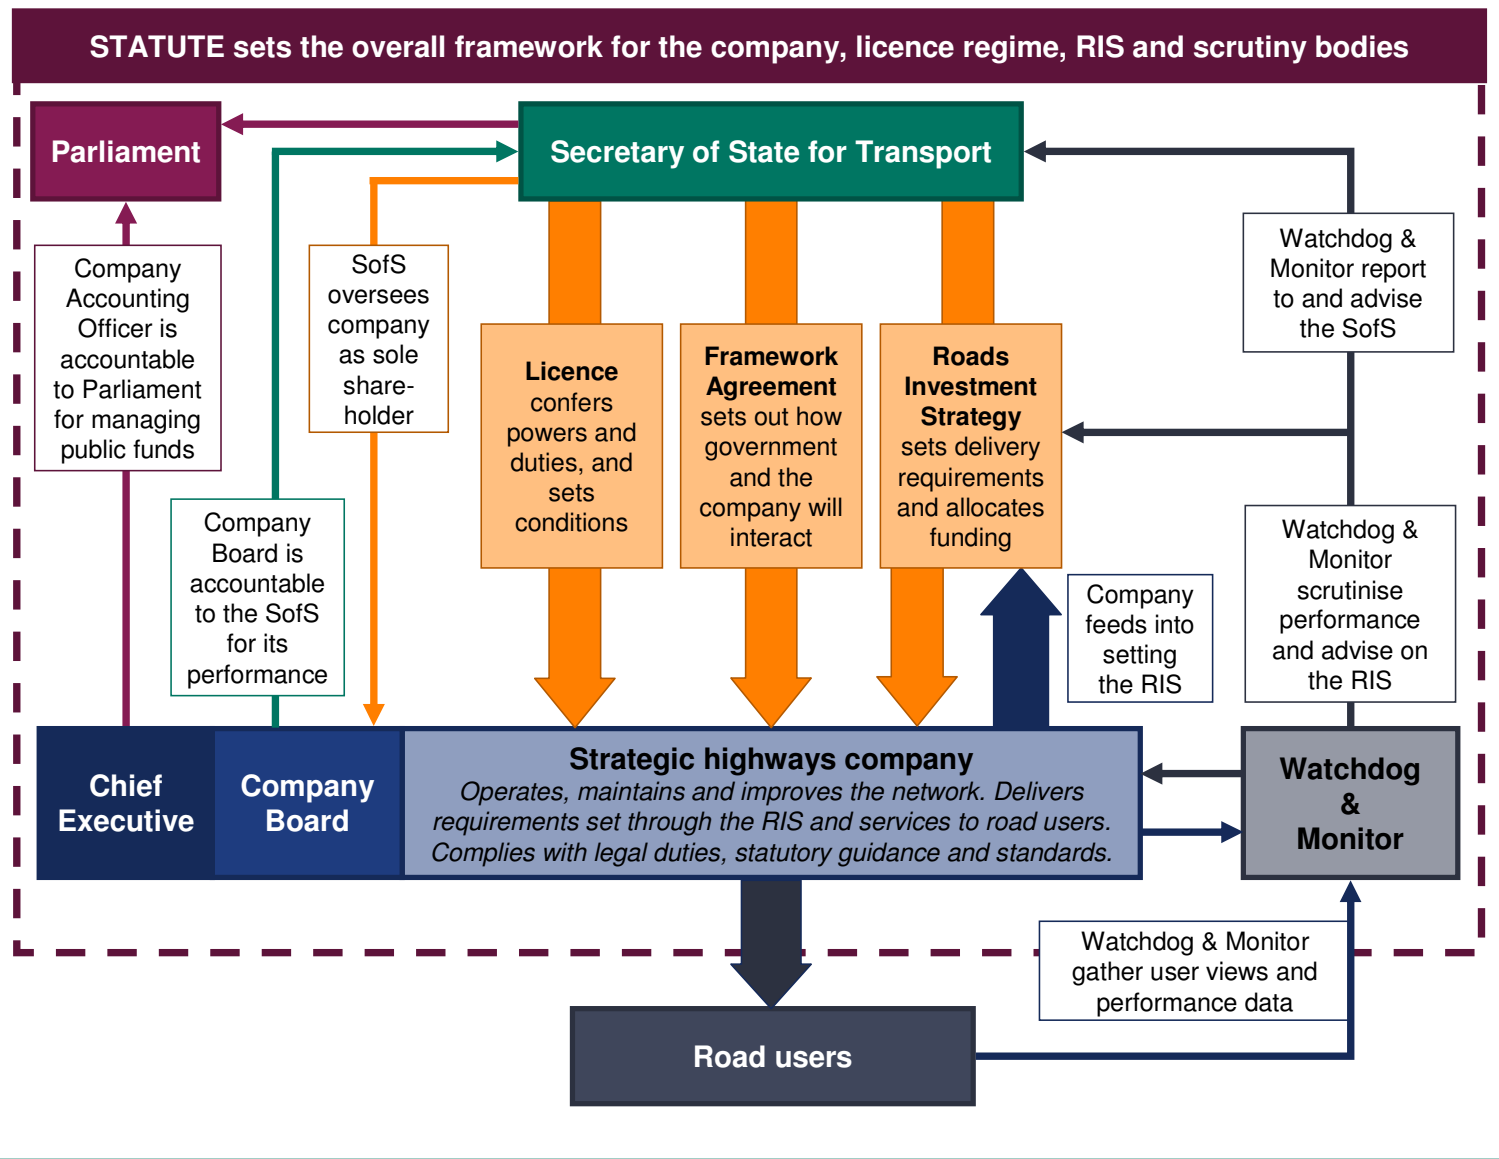 STATUTE sets the overall framework for the company, licence regime, RIS and scrutiny bodies
Parliament
Secretary of State for Transport
Company
Accounting
Officer is
accountable
to Parliament
for managing
public funds
SofS
oversees
company
as sole
share-
holder
Watchdog &
Monitor report
to and advise
the SofS
Licence
confers
powers and
duties, and
sets
conditions
Framework
Agreement
sets out how
government
and the
company will
interact
Roads
Investment
Strategy
sets delivery
requirements
and allocates
funding
Company
Board is
accountable
to the SofS
for its
performance
Company
feeds into
setting
the RIS
Watchdog &
Monitor
scrutinise
performance
and advise on
the RIS
Chief
Executive
Company
Board
Strategic highways company
Operates, maintains and improves the network. Delivers
requirements set through the RIS and services to road users.
Complies with legal duties, statutory guidance and standards.
Watchdog
&
Monitor
Watchdog & Monitor
gather user views and
performance data
Road users